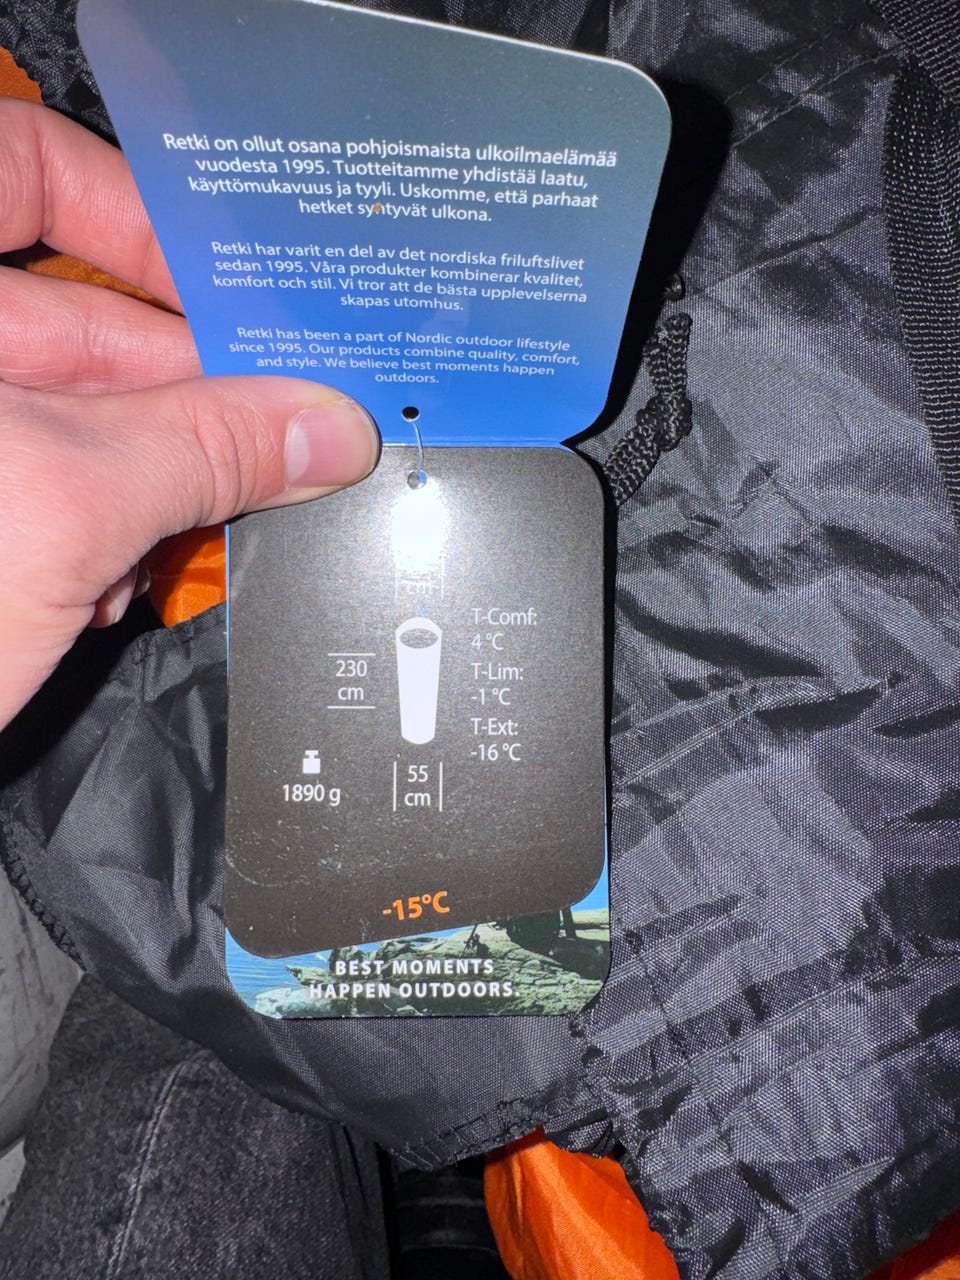 Retki on ollut osana pohjoismaista ulkoilmaelämää
vuodesta 1995. Tuotteitamme yhdistää laatu,
käyttömukavuus ja tyyli. Uskomme, että parhaat
hetket syntyvät ulkona.
Retki har varit en del av det nordiska friluftslivet
sedan 1995. Våra produkter kombinerar kvalitet,
komfort och stil. Vi tror att de bästa upplevelserna
skapas utomhus.
Retki has been a part of Nordic outdoor lifestyle
since 1995. Our products combine quality, comfort,
and style. We believe best moments happen
outdoors.
cm
230
cm
T-Comf:
4 °C
T-Lim:
-1 °C
T-Ext:
-16 °C
1890 g
55
cm
-15°C
BEST MOMENTS
HAPPEN OUTDOORS.